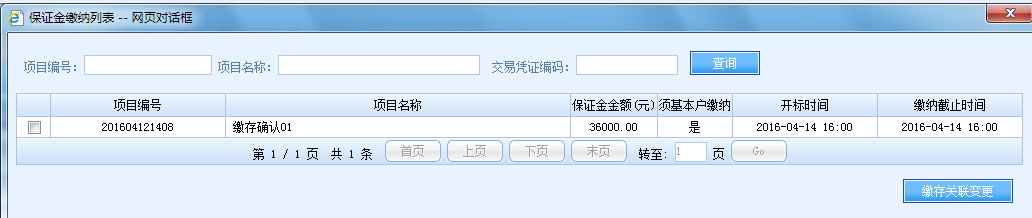 保证金缴纳列表 -- 网页对话框
项目编号： 项目名称： 交易凭证编码： 查询
项目编号 项目名称 保证金金额(元) 须基本户缴纳 开标时间 缴纳截止时间
201604121408 缴存确认01 36000.00 是 2016-04-14 16:00 2016-04-14 16:00
第 1 / 1 页 共 1 条 首页 上页 下页 末页 转至: 1 页 Go
缴存关联变更